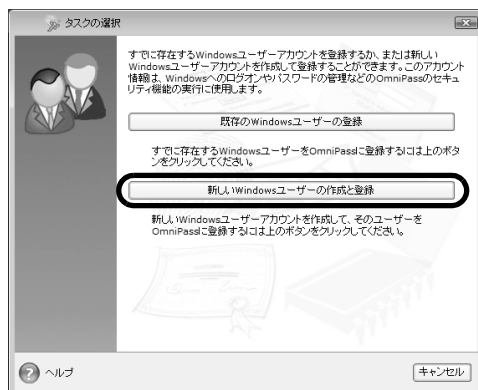 タスクの選択
すでに存在するWindowsユーザーアカウントを登録するか、または新しい
Windowsユーザーアカウントを作成して登録することができます。このアカウント
情報は、Windowsへのログオンやパスワードの管理などのOmniPassのセキュ
リティ機能の実行に使用します。
既存のWindowsユーザーの登録
すでに存在するWindowsユーザーをOmniPassに登録するには上のボタ
ンをクリックしてください。
新しいWindowsユーザーの作成と登録
新しいWindowsユーザーアカウントを作成して、そのユーザーを
OmniPassに登録するには上のボタンをクリックしてください。
ヘルプ
キャンセル